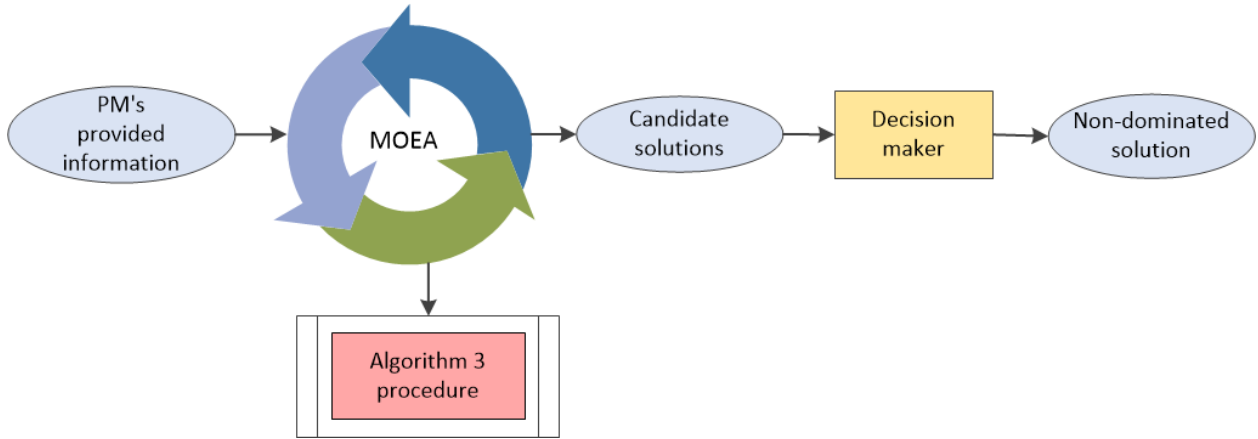 PM's
provided
information
MOEA
Candidate
solutions
Decision
maker
Non-dominated
solution
Algorithm 3
procedure